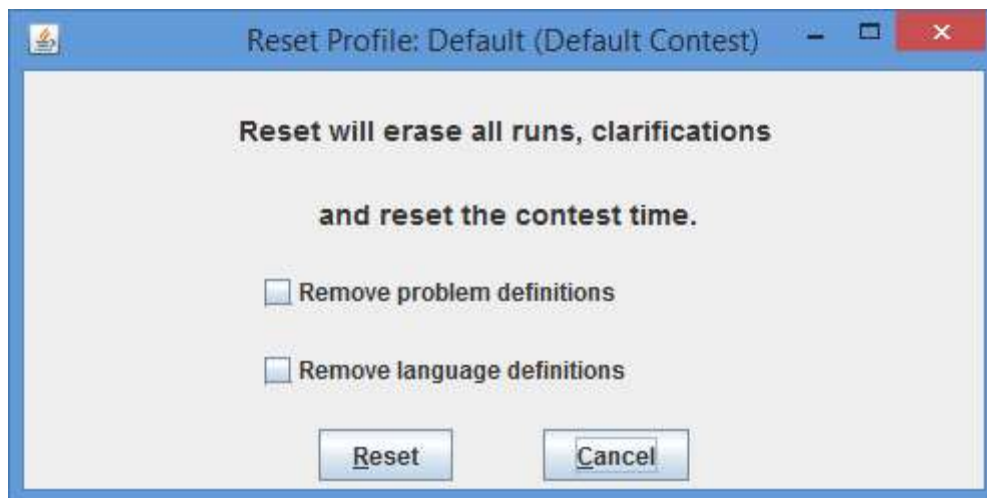 Reset Profile: Default (Default Contest)
Reset will erase all runs, clarifications
and reset the contest time.
Remove problem definitions
Remove language definitions
Reset Cancel